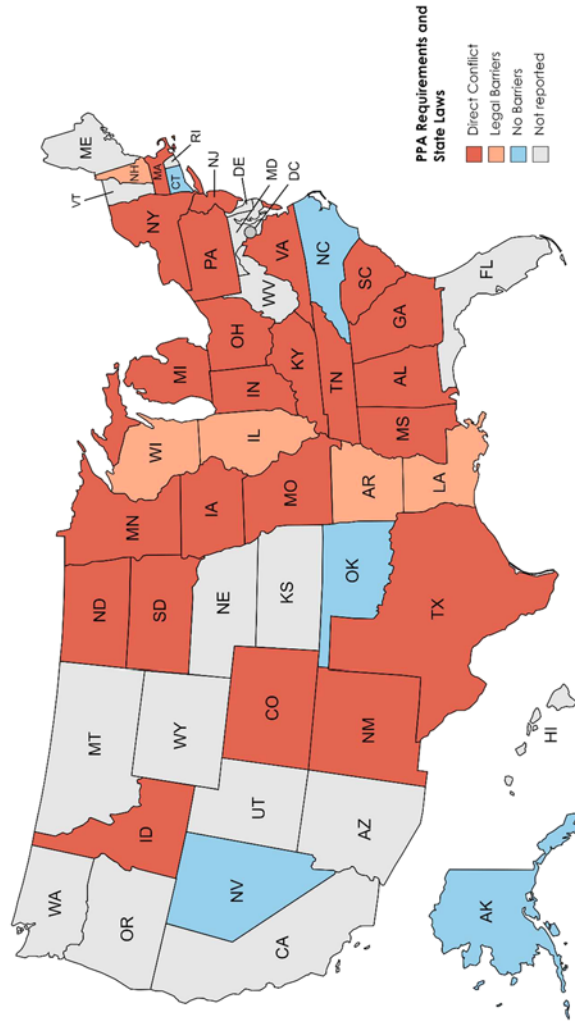 WA
OR
CA
NV
ID
MT
WY
UT
AZ
CO
NM
ND
SD
NE
KS
OK
TX
MN
IA
MO
AR
LA
WI
IL
MI
IN
OH
KY
TN
MS
AL
GA
SC
NC
VA
WV
PA
NY
VT
NH
ME
MA
CT
RI
NJ
DE
MD
DC
FL
AK
HI
PPA Requirements and
State Laws
Direct Conflict
Legal Barriers
No Barriers
Not reported